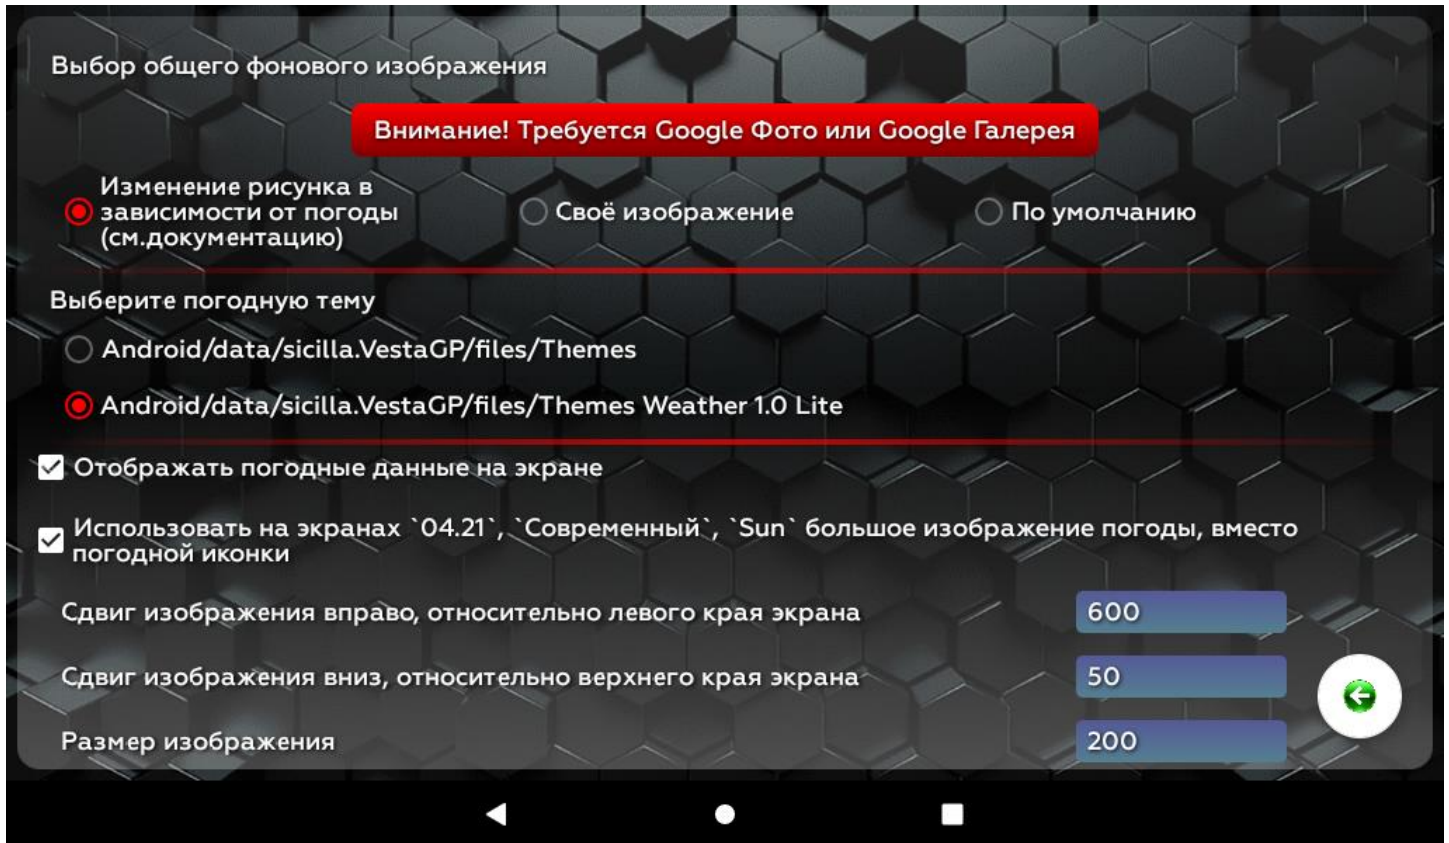 Выбор общего фонового изображения
Внимание! Требуется Google Фото или Google Галерея
Изменение рисунка в
зависимости от погоды
(см.документацию)
Своё изображение
По умолчанию
Выберите погодную тему
Android/data/sicilla.VestaGP/files/Themes
Android/data/sicilla.VestaGP/files/Themes Weather 1.0 Lite
Отображать погодные данные на экране
Использовать на экранах `04.21`, `Современный`, `Sun` большое изображение погоды, вместо
погодной иконки
Сдвиг изображения вправо, относительно левого края экрана
600
Сдвиг изображения вниз, относительно верхнего края экрана
50
Размер изображения
200